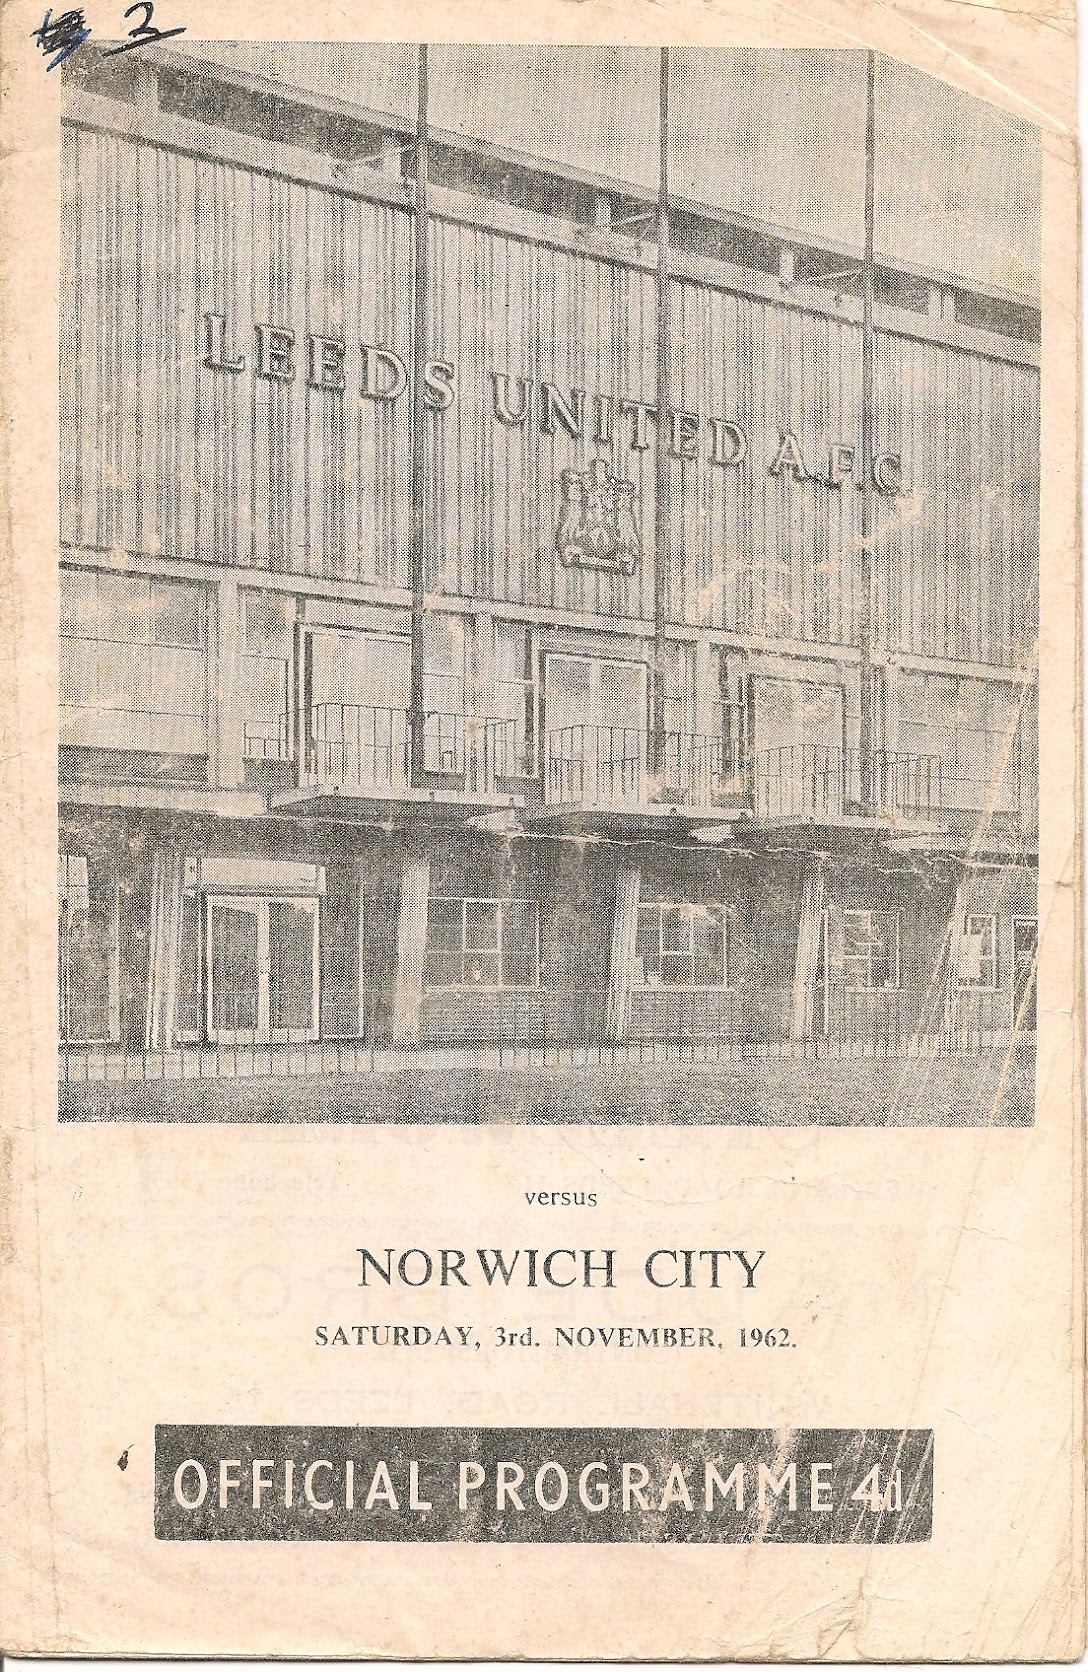 2
LEEDS UNITED A.F.C.
versus
NORWICH CITY
SATURDAY, 3rd. NOVEMBER, 1962.
OFFICIAL PROGRAMME 4d.